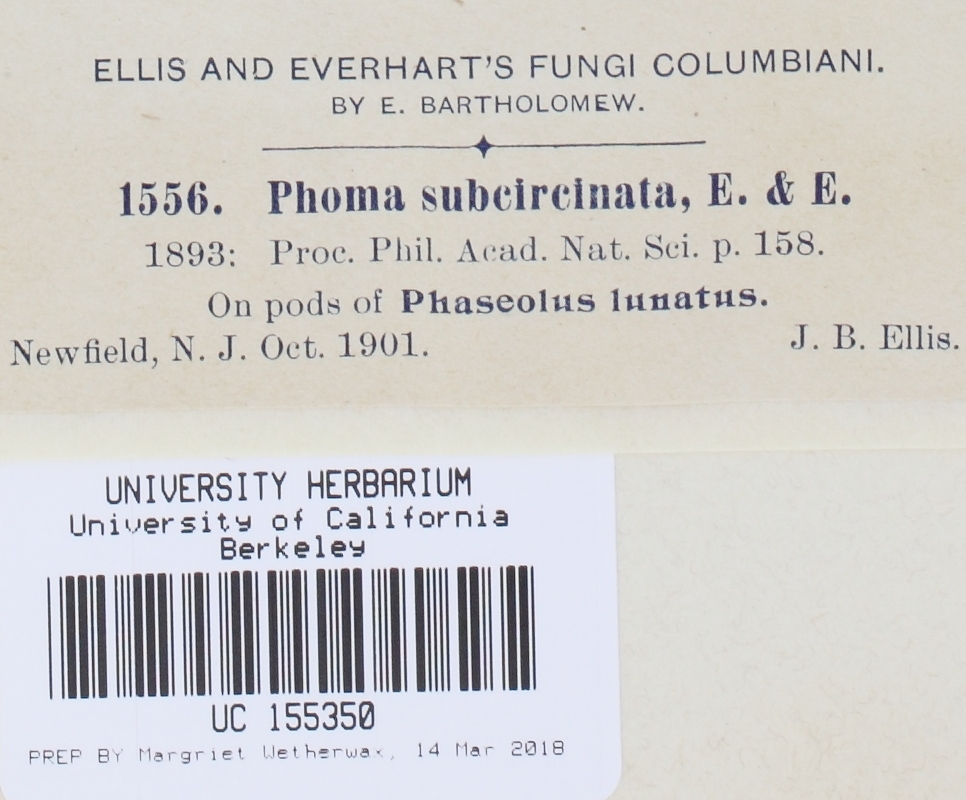 ELLIS AND EVERHART'S FUNGI COLUMBIANI.
BY E. BARTHOLOMEW.
1556. Phoma subcircinata, E. & E.
1893: Proc. Phil. Acad. Nat. Sci. p. 158.
On pods of Phaseolus lunatus.
Newfield, N. J. Oct. 1901. J. B. Ellis.
UNIVERSITY HERBARIUM
University of California
Berkeley
UC 155350
PREP BY Margriet Wetherwax, 14 Mar 2018